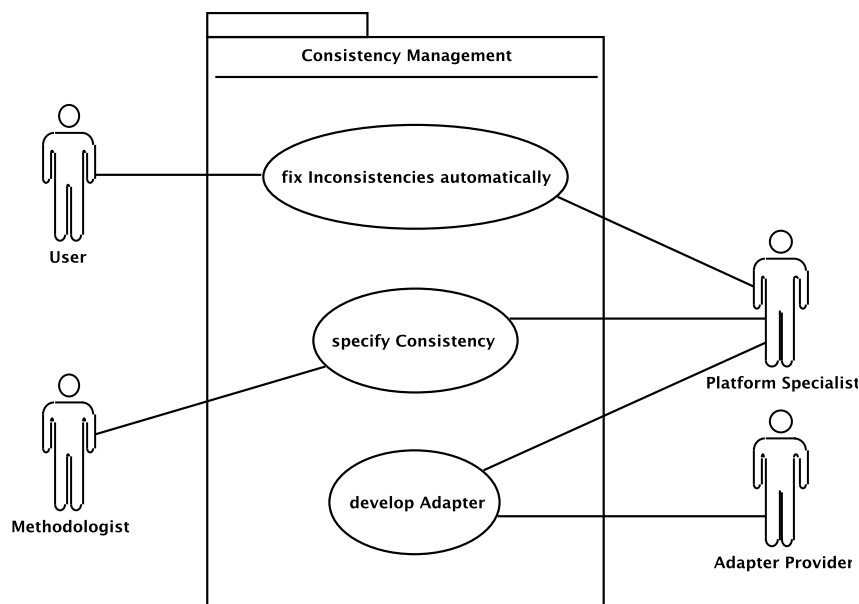 Consistency Management
fix Inconsistencies automatically
User
specify Consistency
Platform Specialist
Methodologist
develop Adapter
Adapter Provider